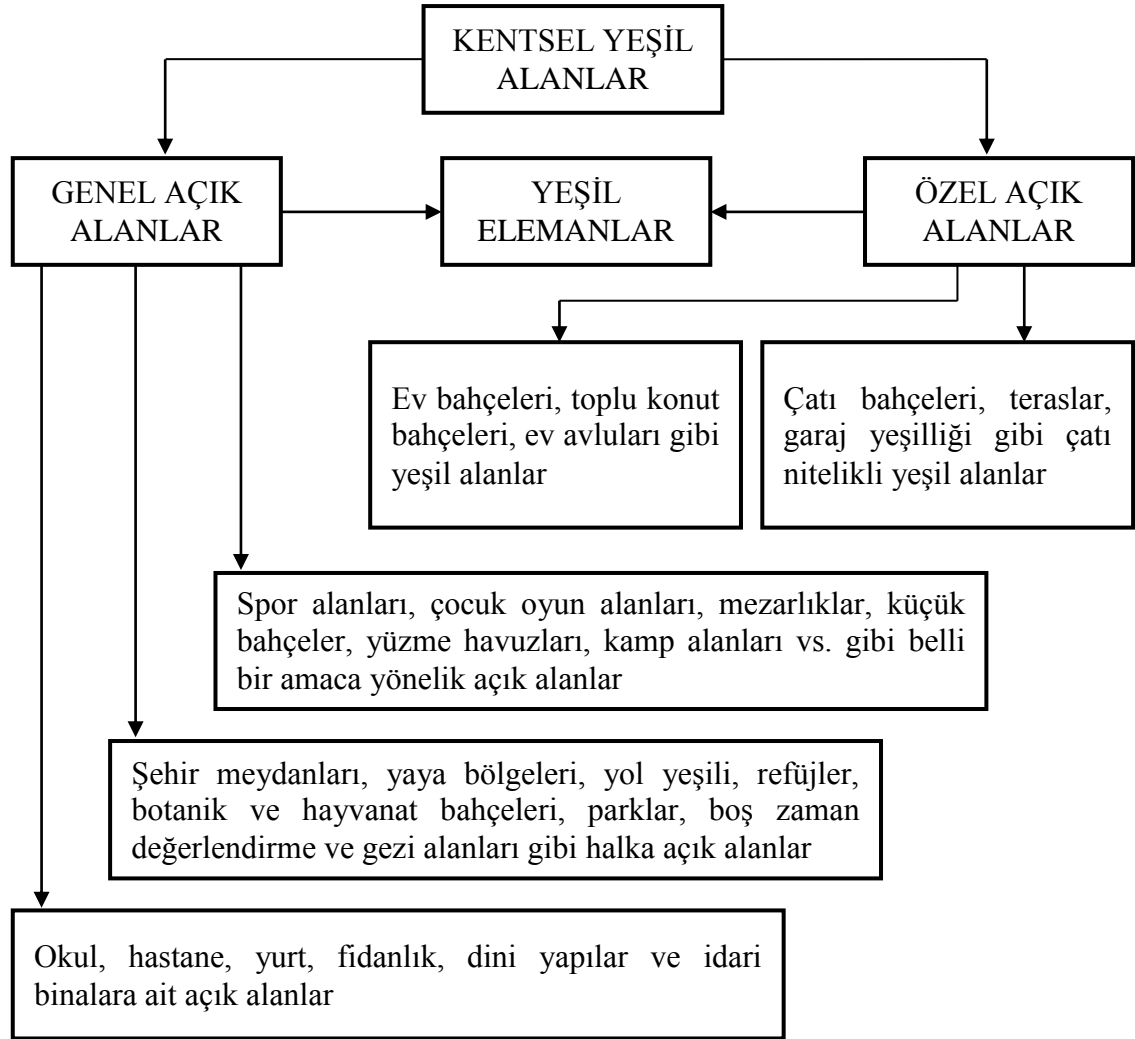 KENTSEL YEŞİL
ALANLAR
GENEL AÇIK
ALANLAR
YEŞİL
ELEMANLAR
ÖZEL AÇIK
ALANLAR
Ev bahçeleri, toplu konut
bahçeleri, ev avluları gibi
yeşil alanlar
Çatı bahçeleri, teraslar,
garaj yeşilliği gibi çatı
nitelikli yeşil alanlar
Spor alanları, çocuk oyun alanları, mezarlıklar, küçük
bahçeler, yüzme havuzları, kamp alanları vs. gibi belli
bir amaca yönelik açık alanlar
Şehir meydanları, yaya bölgeleri, yol yeşili, refüjler,
botanik ve hayvanat bahçeleri, parklar, boş zaman
değerlendirme ve gezi alanları gibi halka açık alanlar
Okul, hastane, yurt, fidanlık, dini yapılar ve idari
binalara ait açık alanlar